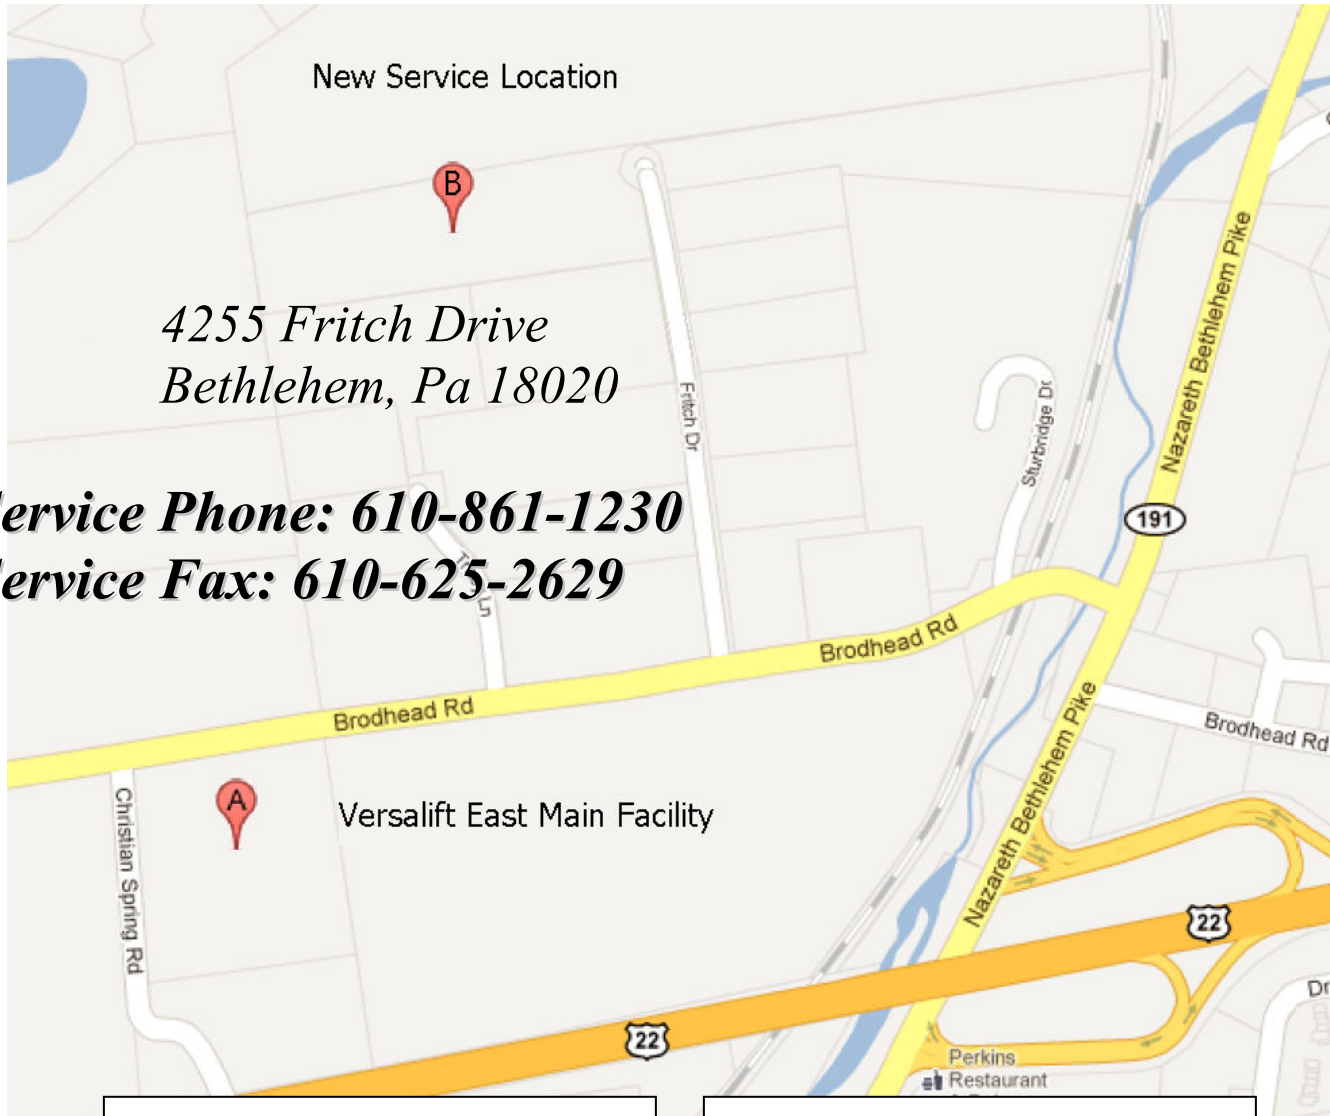 New Service Location
B
4255 Fritch Drive
Bethlehem, Pa 18020
Fritch Dr
Sturbridge Dr
Nazareth Bethlehem Pike
191
ervice Phone: 610-861-1230
ervice Fax: 610-625-2629
Brodhead Rd
Brodhead Rd
Nazareth Bethlehem Pike
Brodhead Rd
A
Versalift East Main Facility
Christian Spring Rd
22
22
Dr
Perkins
Restaurant